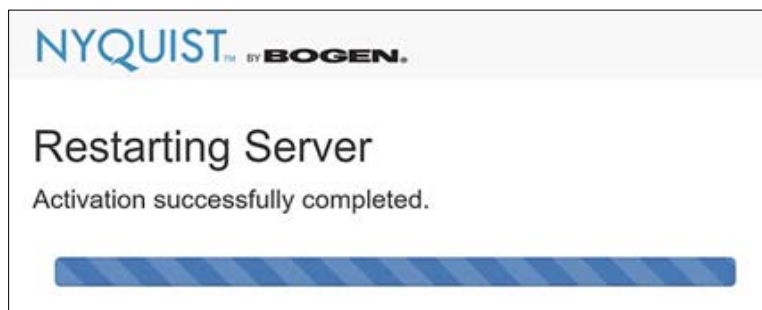 NYQUIST™ BY BOGEN®
Restarting Server
Activation successfully completed.